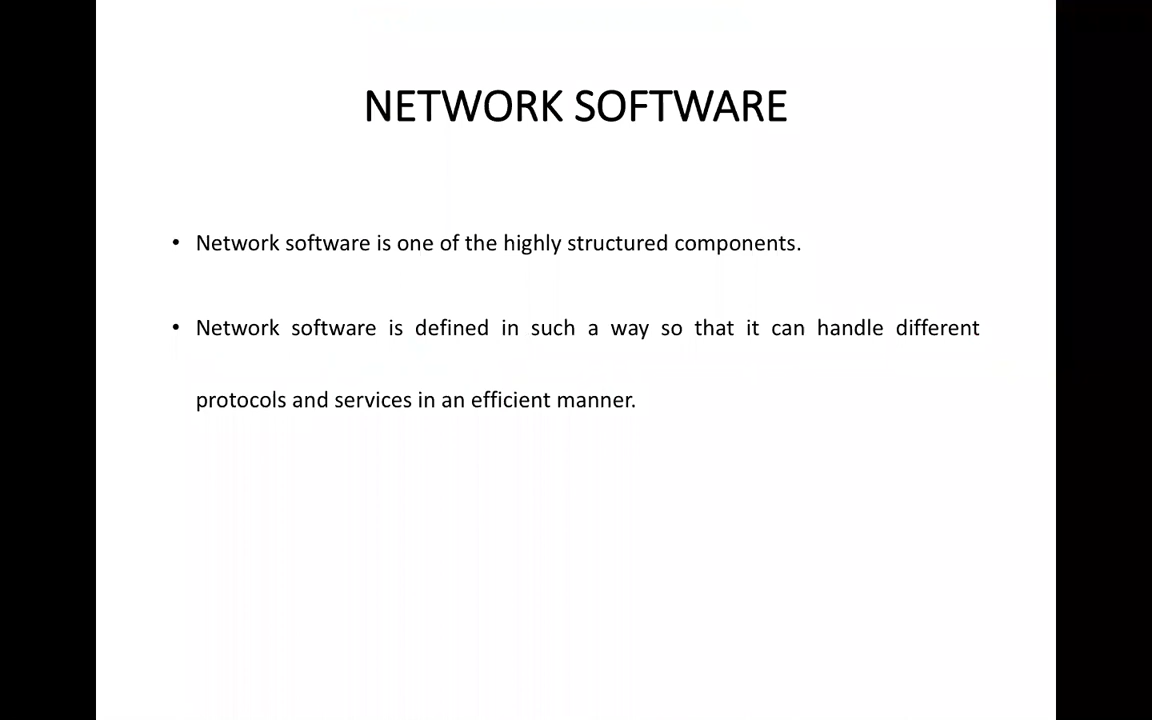 NETWORK SOFTWARE
• Network software is one of the highly structured components.
• Network software is defined in such a way so that it can handle different
protocols and services in an efficient manner.